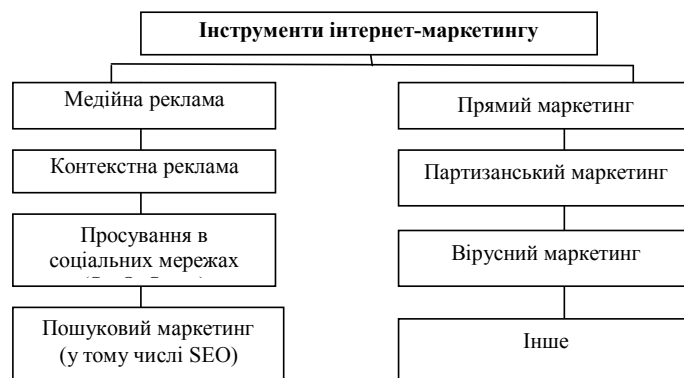 Інструменти інтернет-маркетингу
Медійна реклама
Контекстна реклама
Просування в
соціальних мережах
Пошуковий маркетинг
(у тому числі SEO)
Прямий маркетинг
Партизанський маркетинг
Вірусний маркетинг
Інше